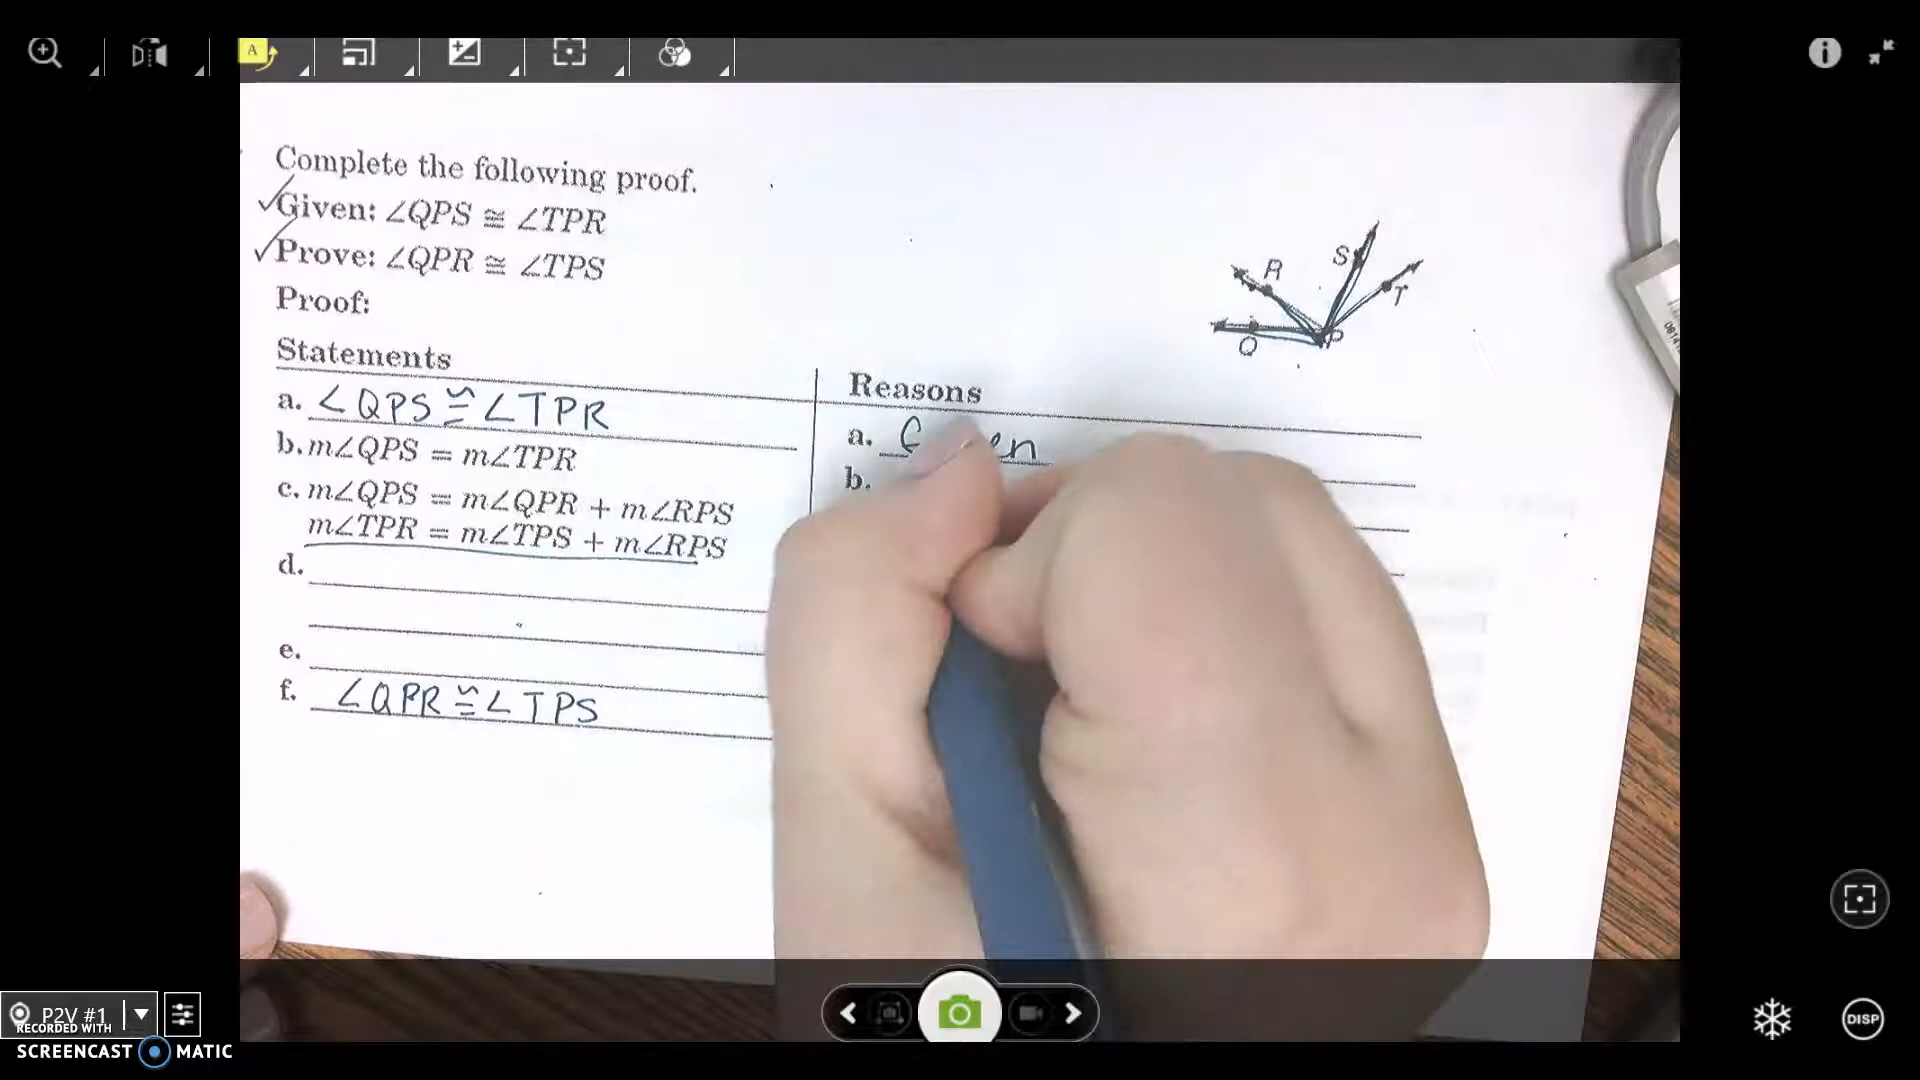 A
Complete the following proof.
Given: ∠QPS ≅ ∠TPR
Prove: ∠QPR ≅ ∠TPS
Proof:
S
R
T
Q
P
Statements
Reasons
a. ∠QPS ≅ ∠TPR
a.
b. m∠QPS = m∠TPR
b.
c. m∠QPS = m∠QPR + m∠RPS
m∠TPR = m∠TPS + m∠RPS
d.
e.
f. ∠QPR ≅ ∠TPS
P2V #1
RECORDED WITH
SCREENCAST MATIC
DISP